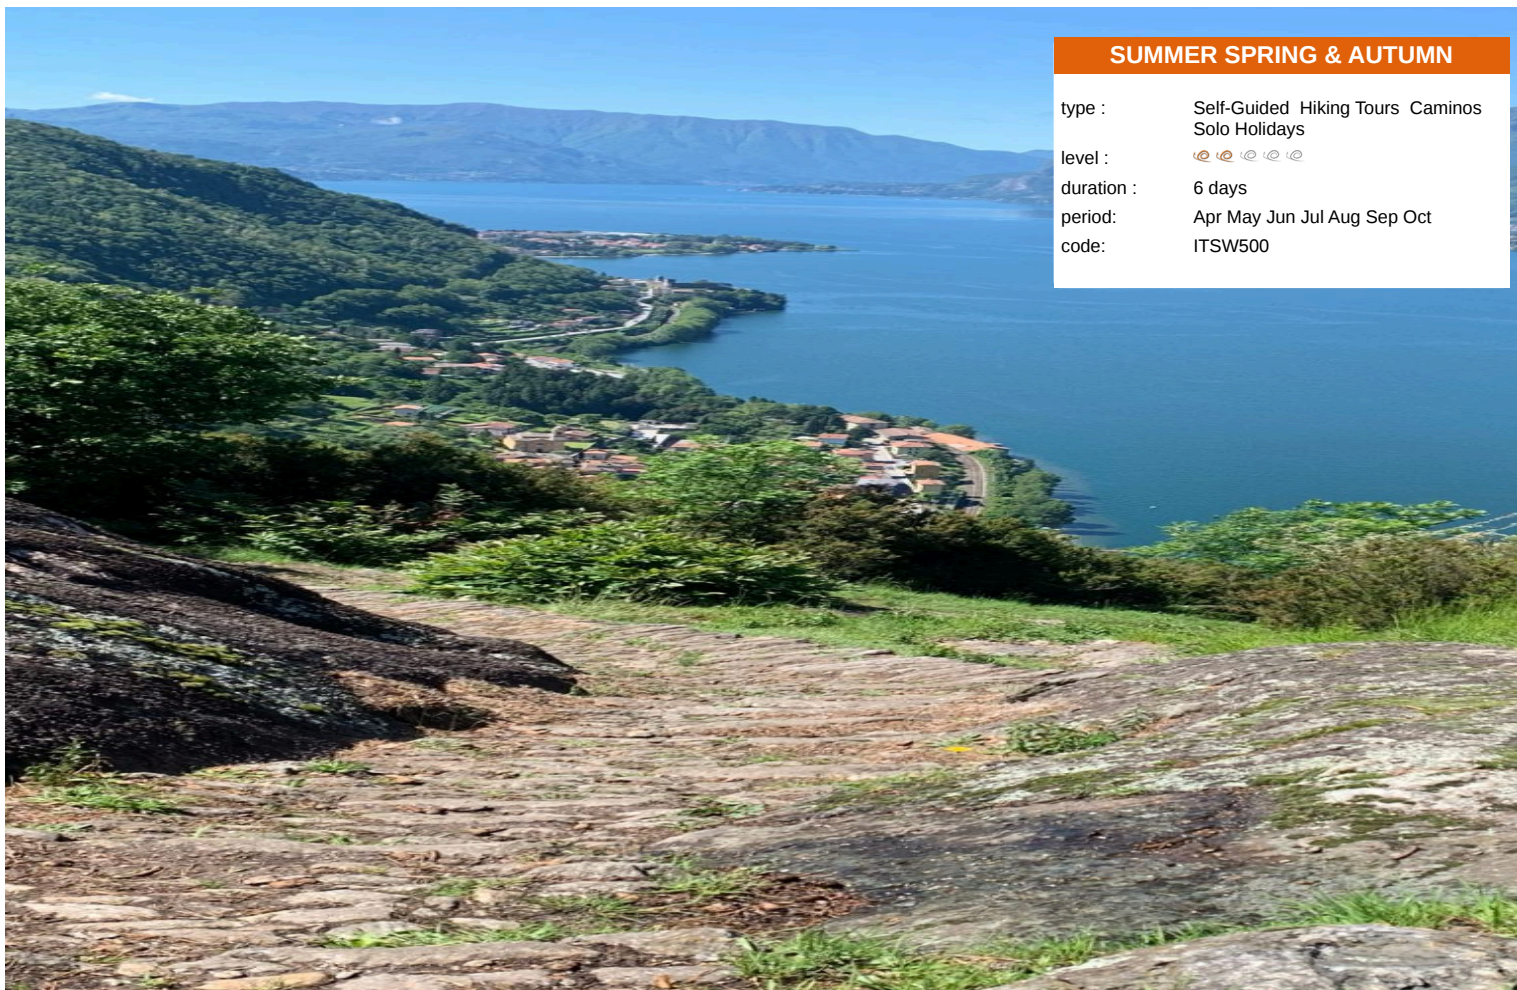 SUMMER SPRING & AUTUMN
type : Self-Guided Hiking Tours Caminos
Solo Holidays
level :
duration : 6 days
period: Apr May Jun Jul Aug Sep Oct
code: ITSW500